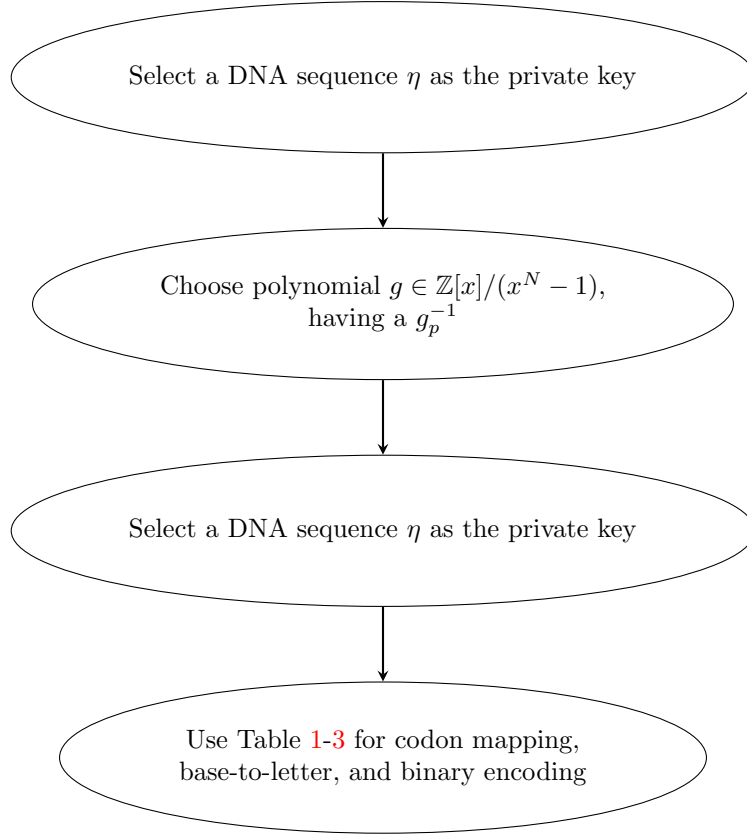 Select a DNA sequence η as the private key
Choose polynomial g ∈ ℤ[x]/(x^N − 1),
having a g_p^{-1}
Select a DNA sequence η as the private key
Use Table 1-3 for codon mapping,
base-to-letter, and binary encoding